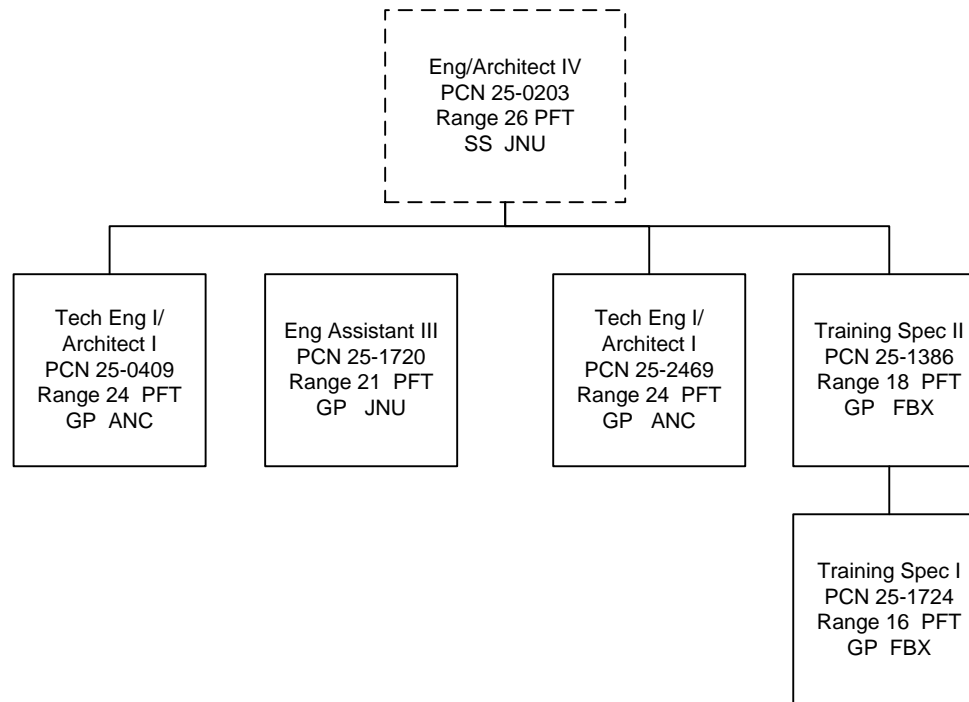 Eng/Architect IV
PCN 25-0203
Range 26 PFT
SS JNU
Tech Eng I/
Architect I
PCN 25-0409
Range 24 PFT
GP ANC
Eng Assistant III
PCN 25-1720
Range 21 PFT
GP JNU
Tech Eng I/
Architect I
PCN 25-2469
Range 24 PFT
GP ANC
Training Spec II
PCN 25-1386
Range 18 PFT
GP FBX
Training Spec I
PCN 25-1724
Range 16 PFT
GP FBX